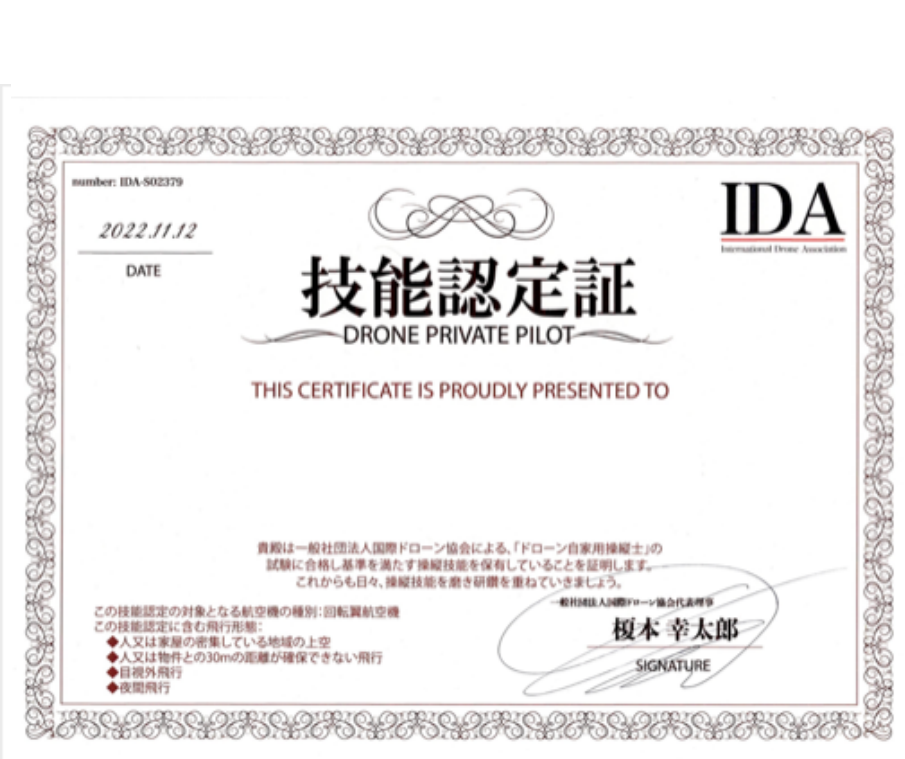 number: IDA-S02379
2022.11.12
DATE
IDA
International Drone Association
技能認定証
DRONE PRIVATE PILOT
THIS CERTIFICATE IS PROUDLY PRESENTED TO
貴殿は一般社団法人国際ドローン協会による、「ドローン自家用操縦士」の
試験に合格し基準を満たす操縦技能を保有していることを証明します。
これからも日々、操縦技能を磨き研鑽を重ねていきましょう。
この技能認定の対象となる航空機の種別:回転翼航空機
この技能認定に含む飛行形態:
◆人又は家屋の密集している地域の上空
◆人又は物件との30mの距離が確保できない飛行
◆目視外飛行
◆夜間飛行
一般社団法人国際ドローン協会代表理事
榎本 幸太郎
SIGNATURE